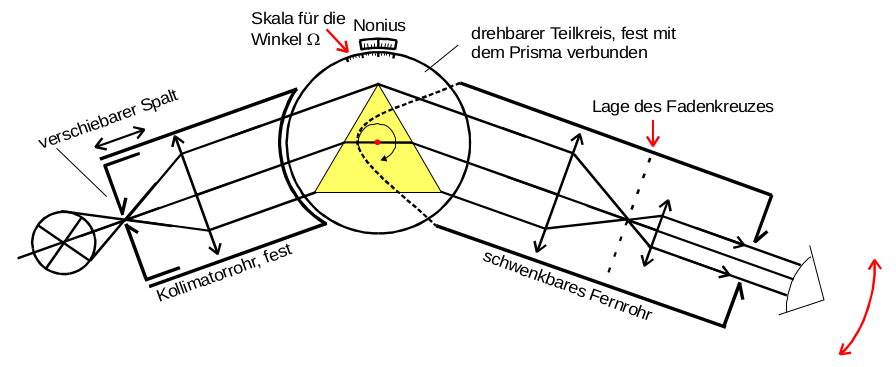 Skala für die
Winkel Ω
Nonius
drehbarer Teilkreis, fest mit
dem Prisma verbunden
verschiebarer Spalt
Lage des Fadenkreuzes
Kollimatorrohr, fest
schwenkbares Fernrohr